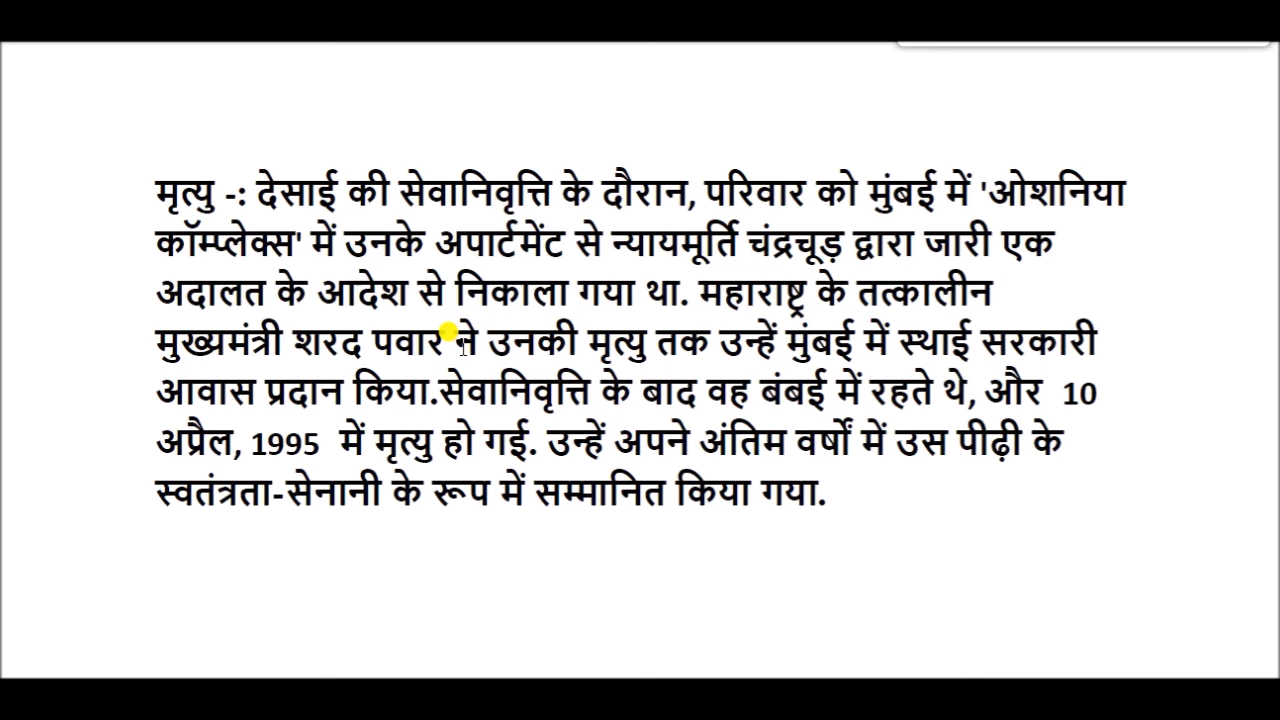 मृत्यु -: देसाई की सेवानिवृत्ति के दौरान, परिवार को मुंबई में 'ओशनिया
कॉम्प्लेक्स' में उनके अपार्टमेंट से न्यायमूर्ति चंद्रचूड़ द्वारा जारी एक
अदालत के आदेश से निकाला गया था. महाराष्ट्र के तत्कालीन
मुख्यमंत्री शरद पवार ने उनकी मृत्यु तक उन्हें मुंबई में स्थाई सरकारी
आवास प्रदान किया.सेवानिवृत्ति के बाद वह बंबई में रहते थे, और 10
अप्रैल, 1995 में मृत्यु हो गई. उन्हें अपने अंतिम वर्षों में उस पीढ़ी के
स्वतंत्रता-सेनानी के रूप में सम्मानित किया गया.